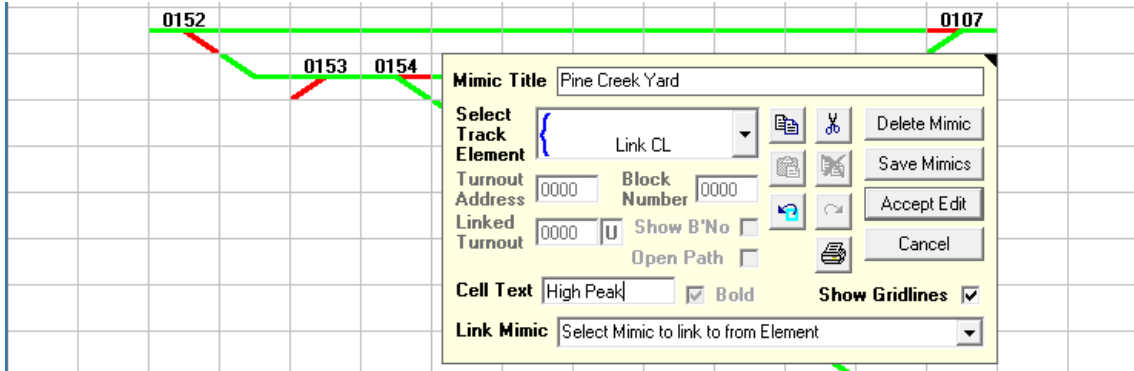 0152
0107
0153 0154
Mimic Title Pine Creek Yard
Select Track Element
Link CL
Delete Mimic
Save Mimics
Turnout Address 0000
Block Number 0000
Accept Edit
Linked Turnout 0000 U
Show B'No
Open Path
Cancel
Cell Text High Peak
Bold
Show Gridlines
Link Mimic Select Mimic to link to from Element